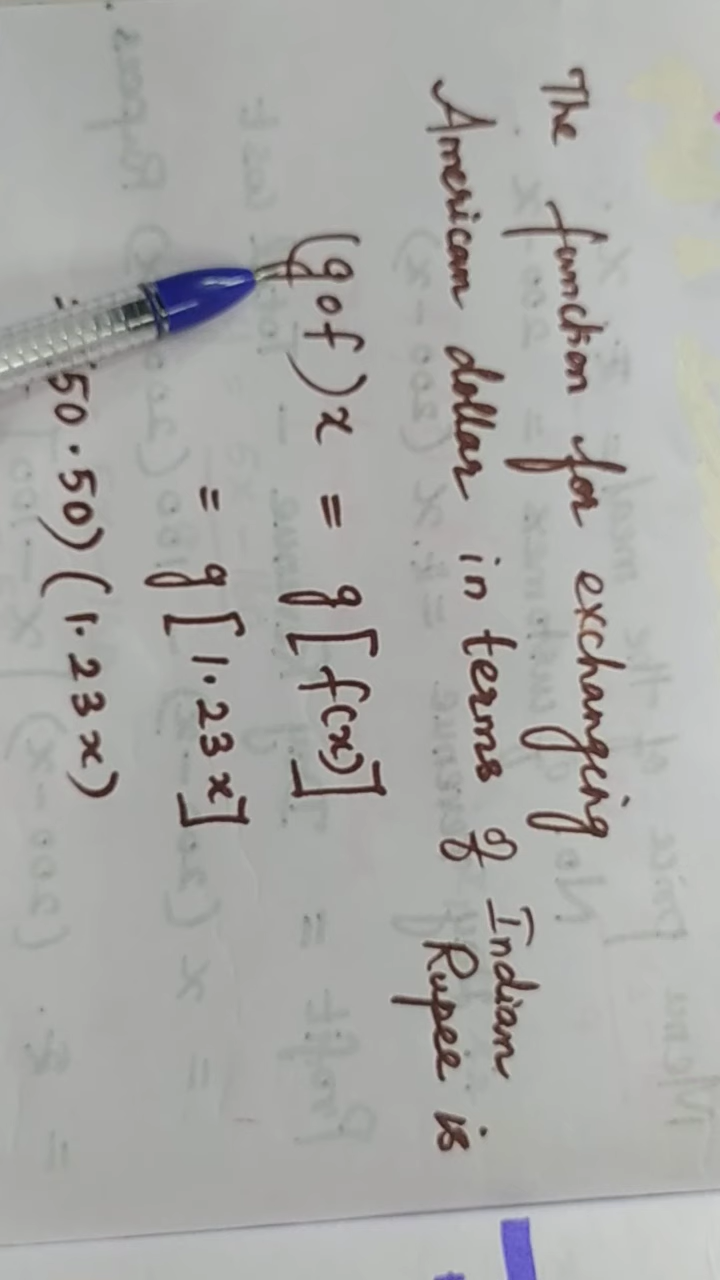 The function for exchanging
American dollar in terms of Indian
Rupee is
(gof)x = g[f(x)]
= g[1.23x]
= 50.50)(1.23x)